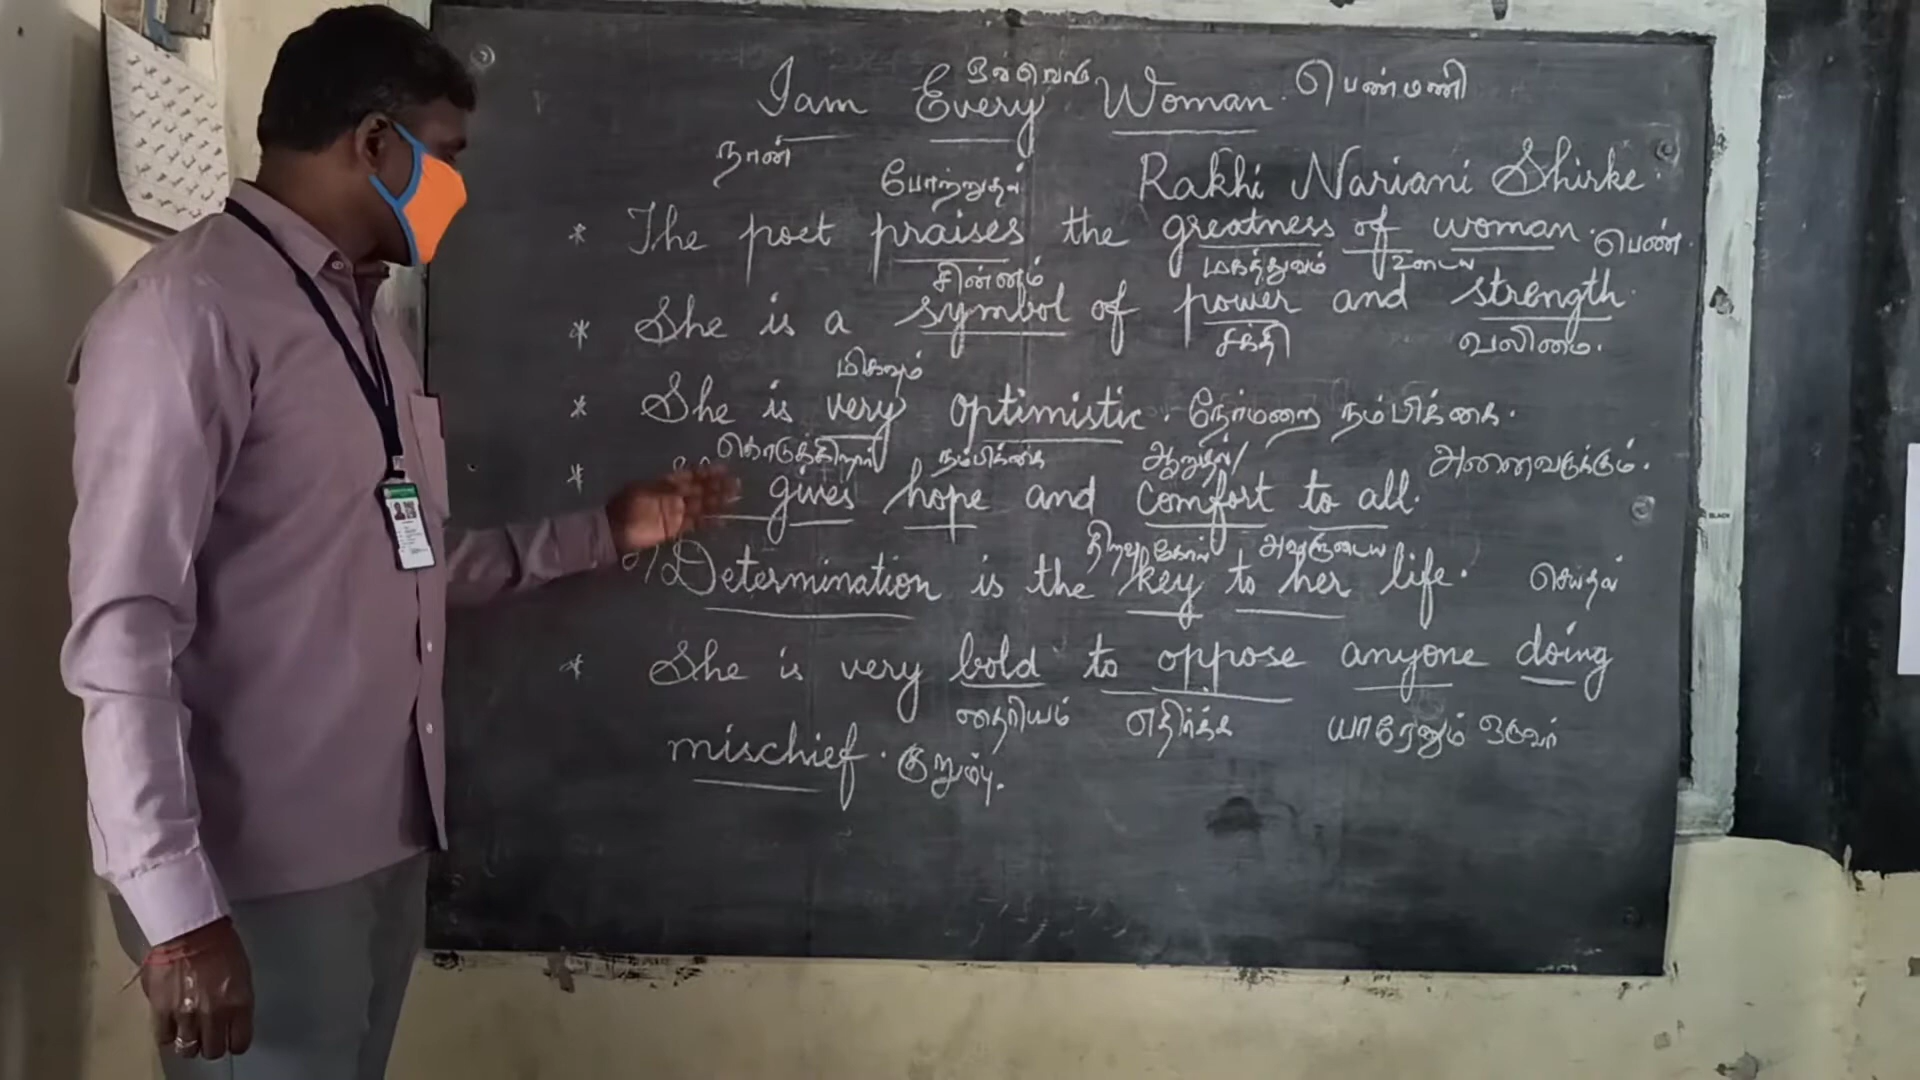 ஒவ்வொரு
I am Every Woman. பெண்மணி
நான்
Rakhi Nariani Shirke.
போற்றுதல்
* The poet praises the greatness of woman. பெண்.
சின்னம் மகத்துவம் உடைய
* She is a symbol of power and strength.
சக்தி வலிமை.
மிகவும்
* She is very optimistic. நேர்மறை நம்பிக்கை.
கொடுக்கிறாள் நம்பிக்கை ஆறுதல்/ அனைவருக்கும்.
* gives hope and comfort to all.
திறவுகோல் அவளுடைய
Determination is the key to her life. செய்தல்
* She is very bold to oppose anyone doing
தைரியம் எதிர்க்க யாரேனும் ஒருவர்
mischief. குறும்பு.
BLACK